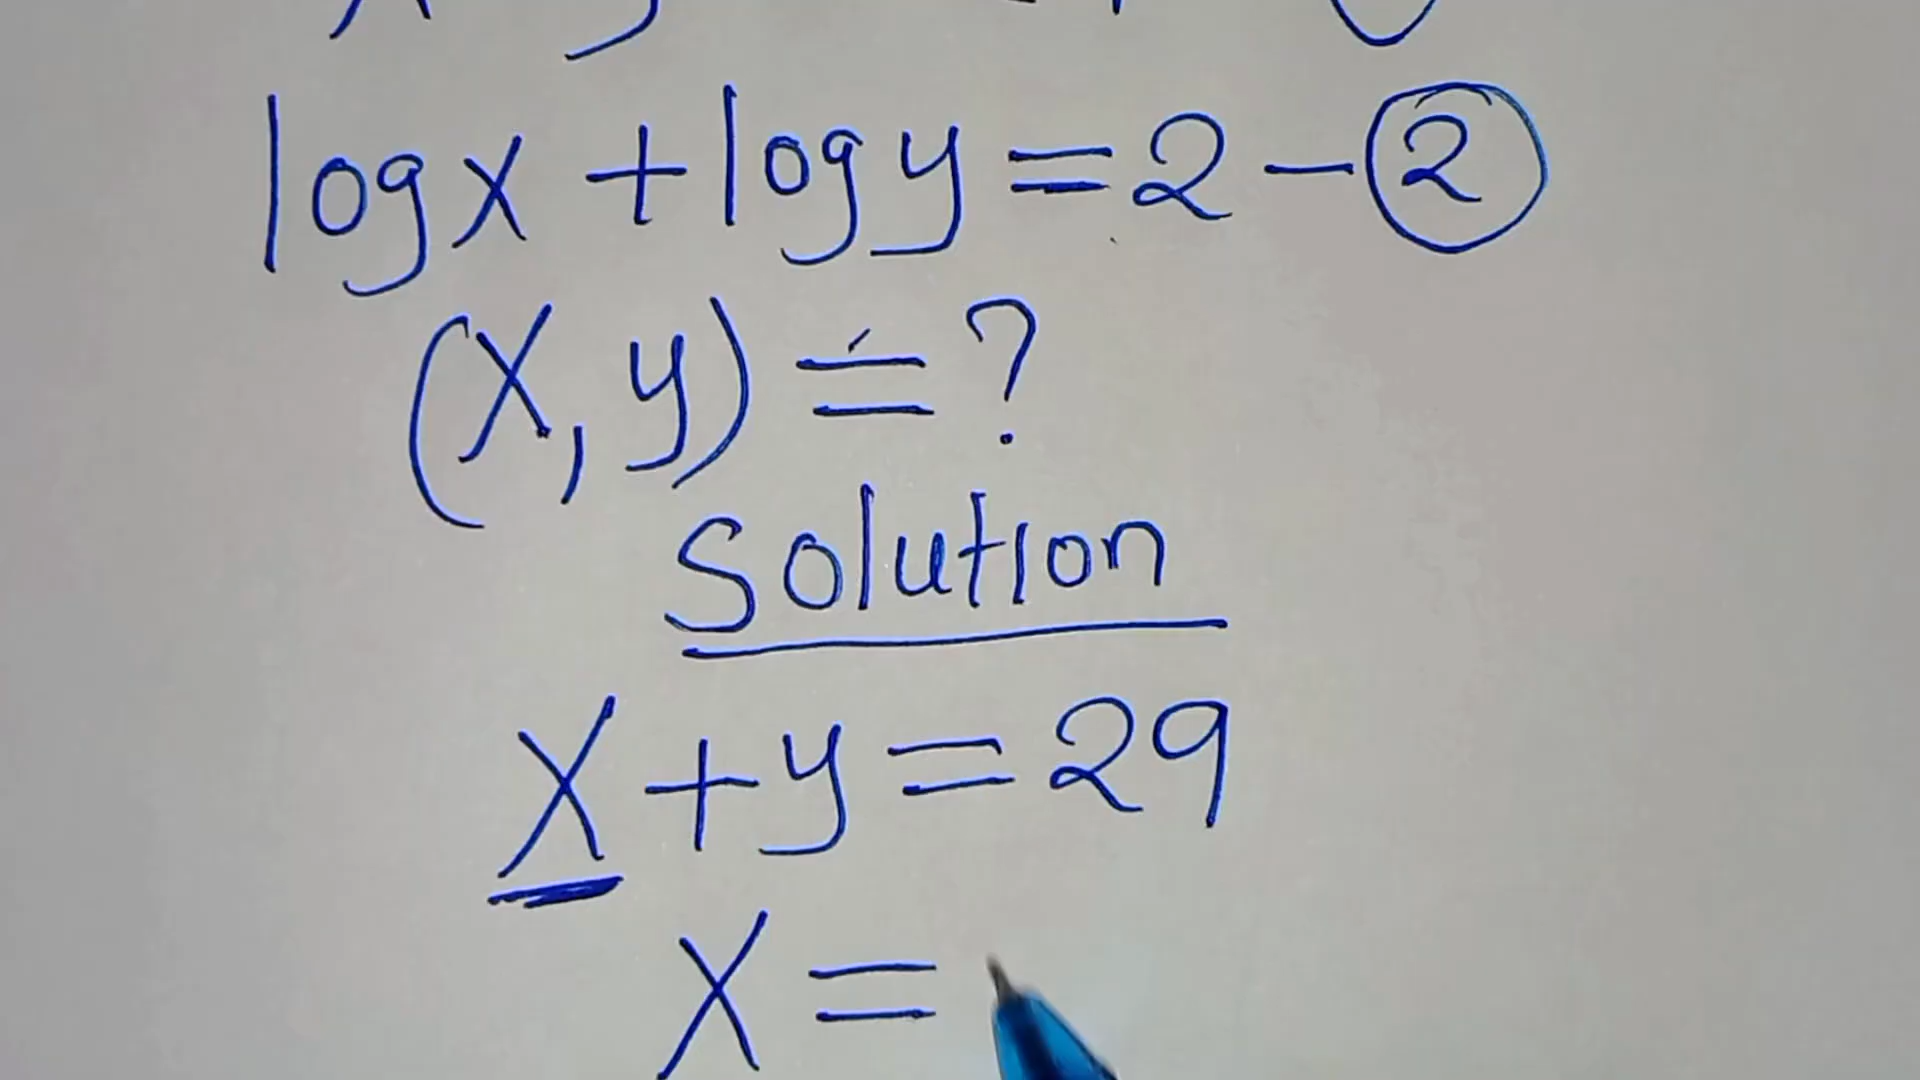 log x + log y = 2 - ②
(x, y) = ?
Solution
x + y = 29
x =